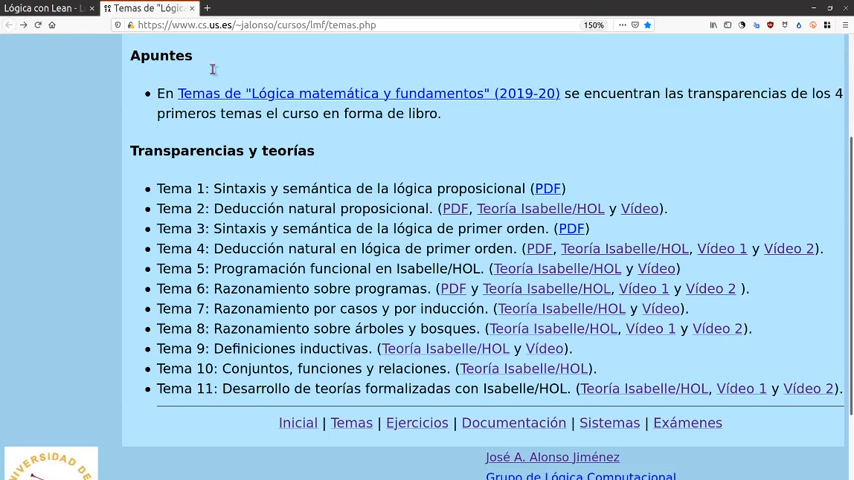 Lógica con Lean - L
Temas de "Lógic
https://www.cs.us.es/~jalonso/cursos/lmf/temas.php
150%
Apuntes
• En Temas de "Lógica matemática y fundamentos" (2019-20) se encuentran las transparencias de los 4
primeros temas el curso en forma de libro.
Transparencias y teorías
• Tema 1: Sintaxis y semántica de la lógica proposicional (PDF)
• Tema 2: Deducción natural proposicional. (PDF, Teoría Isabelle/HOL y Vídeo).
• Tema 3: Sintaxis y semántica de la lógica de primer orden. (PDF)
• Tema 4: Deducción natural en lógica de primer orden. (PDF, Teoría Isabelle/HOL, Vídeo 1 y Vídeo 2).
• Tema 5: Programación funcional en Isabelle/HOL. (Teoría Isabelle/HOL y Vídeo)
• Tema 6: Razonamiento sobre programas. (PDF y Teoría Isabelle/HOL, Vídeo 1 y Vídeo 2 ).
• Tema 7: Razonamiento por casos y por inducción. (Teoría Isabelle/HOL y Vídeo).
• Tema 8: Razonamiento sobre árboles y bosques. (Teoría Isabelle/HOL, Vídeo 1 y Vídeo 2).
• Tema 9: Definiciones inductivas. (Teoría Isabelle/HOL y Vídeo).
• Tema 10: Conjuntos, funciones y relaciones. (Teoría Isabelle/HOL).
• Tema 11: Desarrollo de teorías formalizadas con Isabelle/HOL. (Teoría Isabelle/HOL, Vídeo 1 y Vídeo 2).
Inicial | Temas | Ejercicios | Documentación | Sistemas | Exámenes
José A. Alonso Jiménez
Grupo de Lógica Computacional
VERSIDAD DE